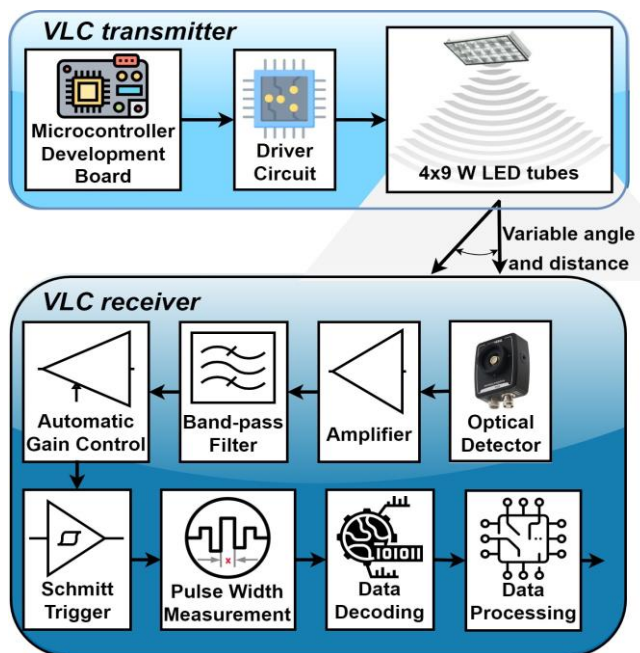 VLC transmitter
Microcontroller
Development
Board
Driver
Circuit
4x9 W LED tubes
Variable angle
and distance
VLC receiver
Automatic
Gain Control
Band-pass
Filter
Amplifier
Optical
Detector
Schmitt
Trigger
x
Pulse Width
Measurement
101011
Data
Decoding
Data
Processing